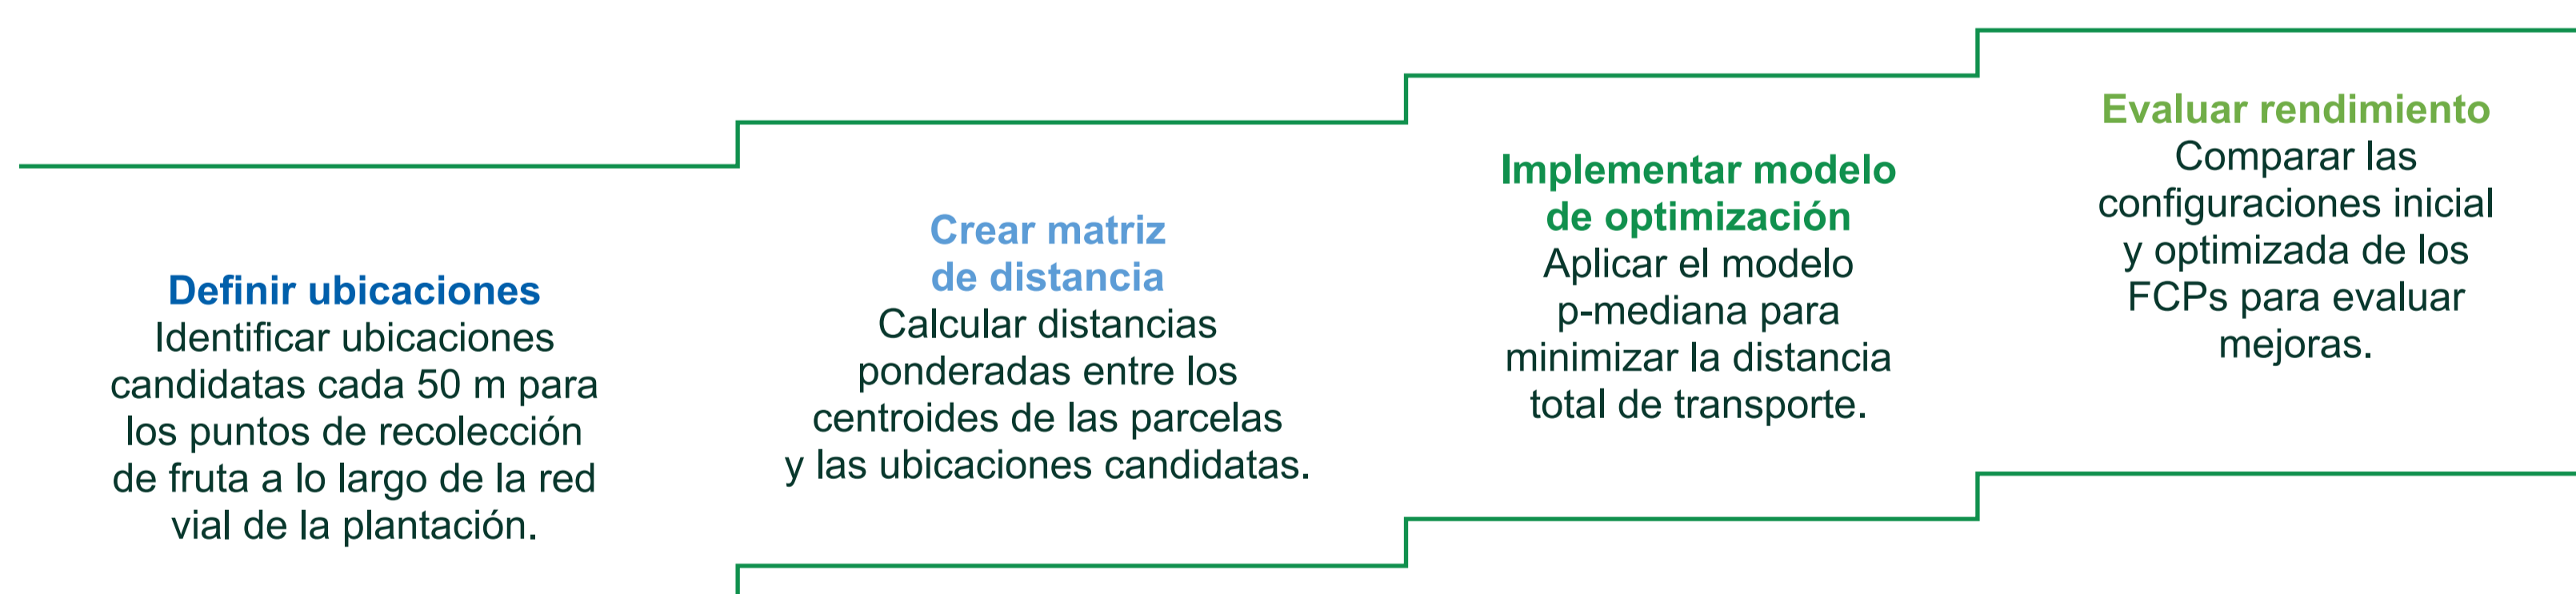 Definir ubicaciones
Identificar ubicaciones
candidatas cada 50 m para
los puntos de recolección
de fruta a lo largo de la red
vial de la plantación.
Crear matriz
de distancia
Calcular distancias
ponderadas entre los
centroides de las parcelas
y las ubicaciones candidatas.
Implementar modelo
de optimización
Aplicar el modelo
p-mediana para
minimizar la distancia
total de transporte.
Evaluar rendimiento
Comparar las
configuraciones inicial
y optimizada de los
FCPs para evaluar
mejoras.